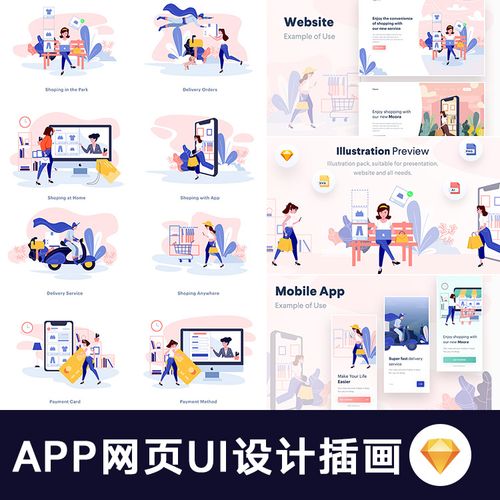 Shoping in the Park
Delivery Orders
Shoping at Home
Shoping with App
Delivery Service
Shoping Anywhere
Payment Card
Payment Method
Website
Example of Use
Enjoy the convenience
of shopping with
our new service
Enjoy shopping with
our new Moora
Illustration Preview
Illustration pack, suitable for presentation,
website and all needs.
SVG
PNG
AI
Mobile App
Example of Use
Make Your Life
Easier
Super fast delivery
service
Enjoy shopping
with our new
Moora
APP网页UI设计插画